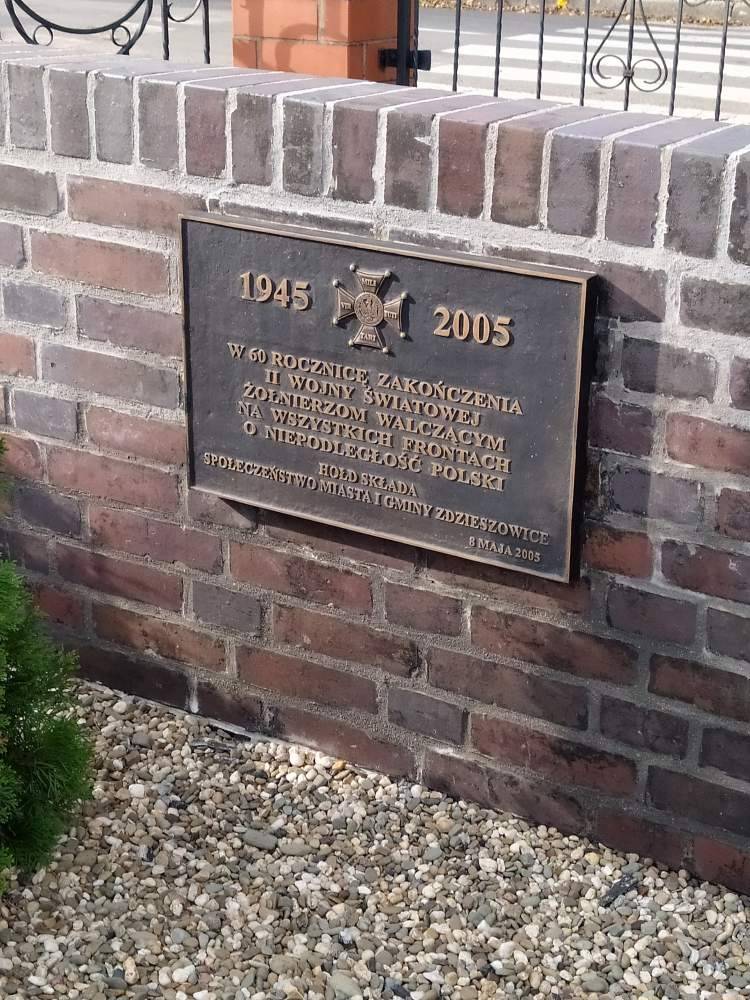 1945 2005
W 60 ROCZNICĘ ZAKOŃCZENIA
II WOJNY ŚWIATOWEJ
ŻOŁNIERZOM WALCZĄCYM
NA WSZYSTKICH FRONTACH
O NIEPODLEGŁOŚĆ POLSKI
HOŁD SKŁADA
SPOŁECZEŃSTWO MIASTA I GMINY ZDZIESZOWICE
8 MAJA 2005